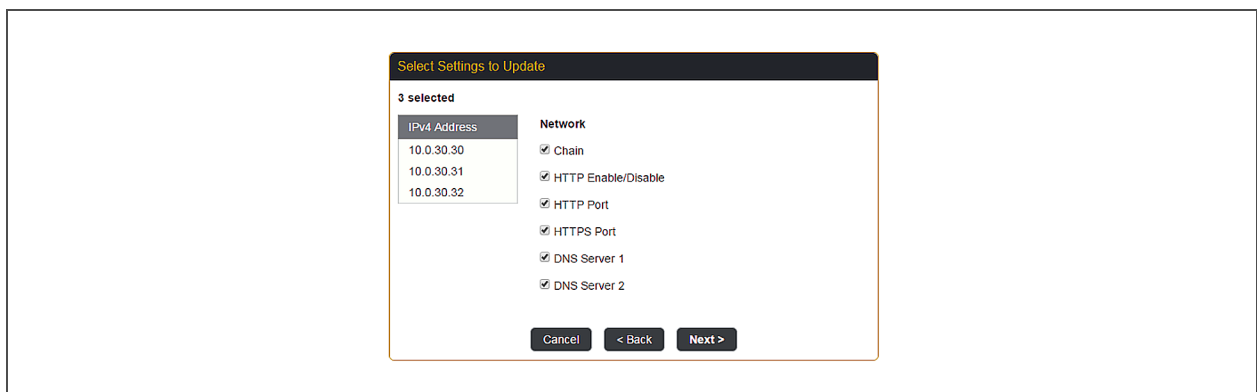 Select Settings to Update
3 selected
IPv4 Address
10.0.30.30
10.0.30.31
10.0.30.32
Network
Chain
HTTP Enable/Disable
HTTP Port
HTTPS Port
DNS Server 1
DNS Server 2
Cancel < Back Next >